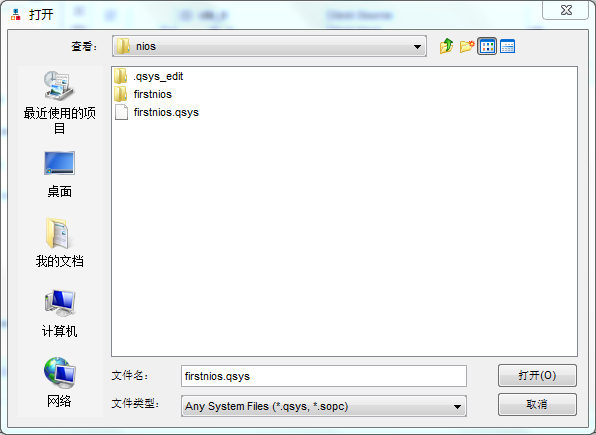 打开
查看：
nios
.qsys_edit
firstnios
firstnios.qsys
最近使用的项
目
桌面
我的文档
计算机
网络
文件名：
firstnios.qsys
打开(O)
文件类型：
Any System Files (*.qsys, *.sopc)
取消